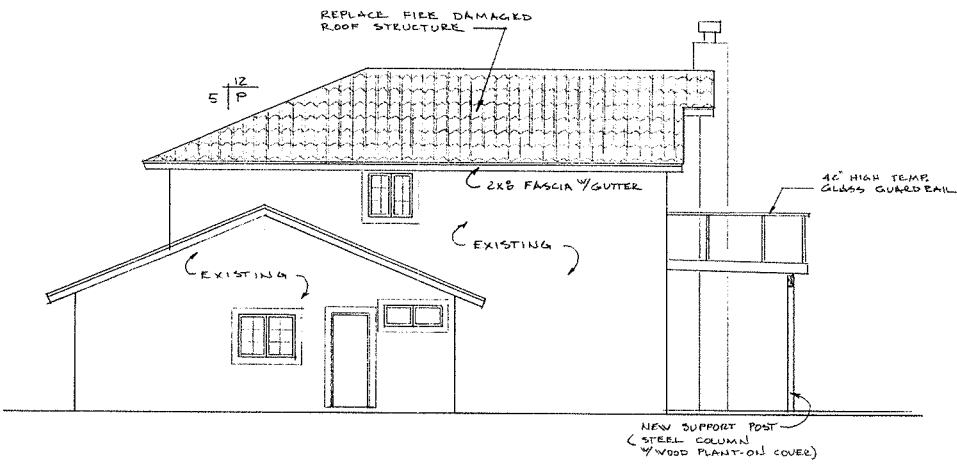 REPLACE FIRE DAMAGED
ROOF STRUCTURE
12
5
P
2X8 FASCIA W/GUTTER
HIGH TEMP.
GLASS GUARDRAIL
EXISTING
EXISTING
NEW SUPPORT POST
(STEEL COLUMN
W/WOOD PLANT-ON COVER)